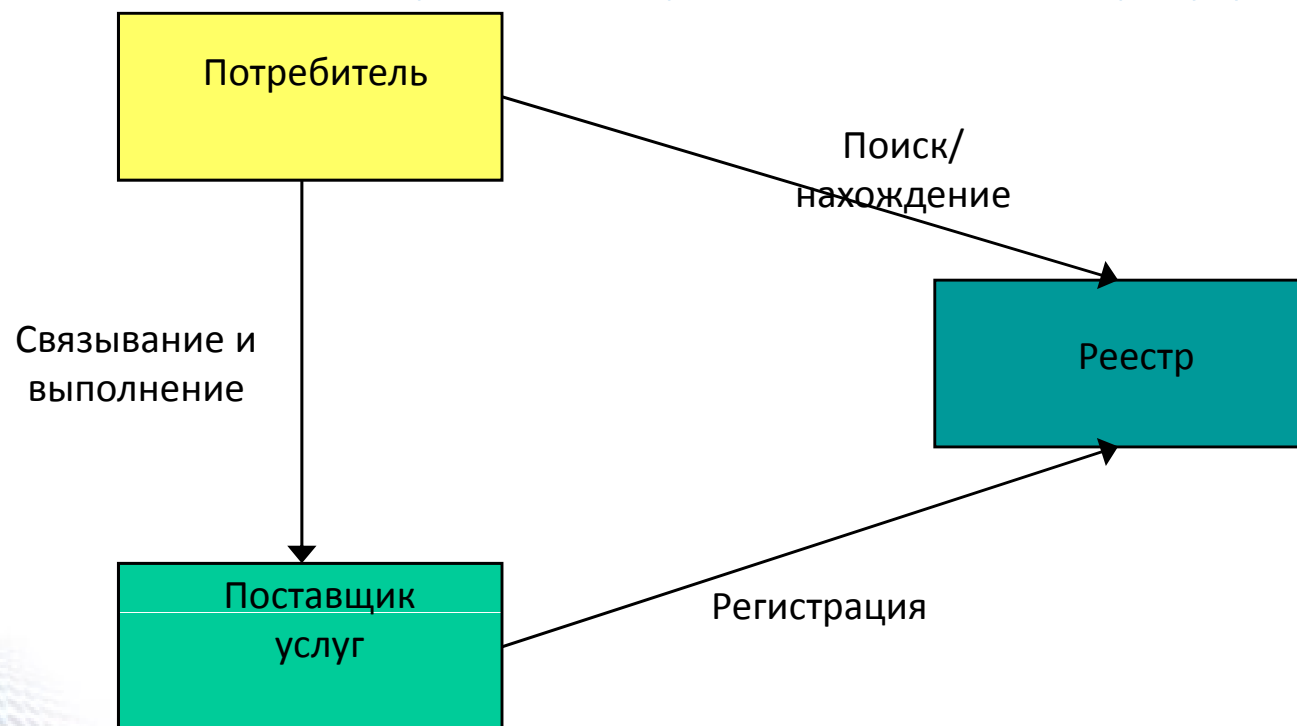 Потребитель
Поиск/
нахождение
Связывание и
выполнение
Реестр
Поставщик
услуг
Регистрация